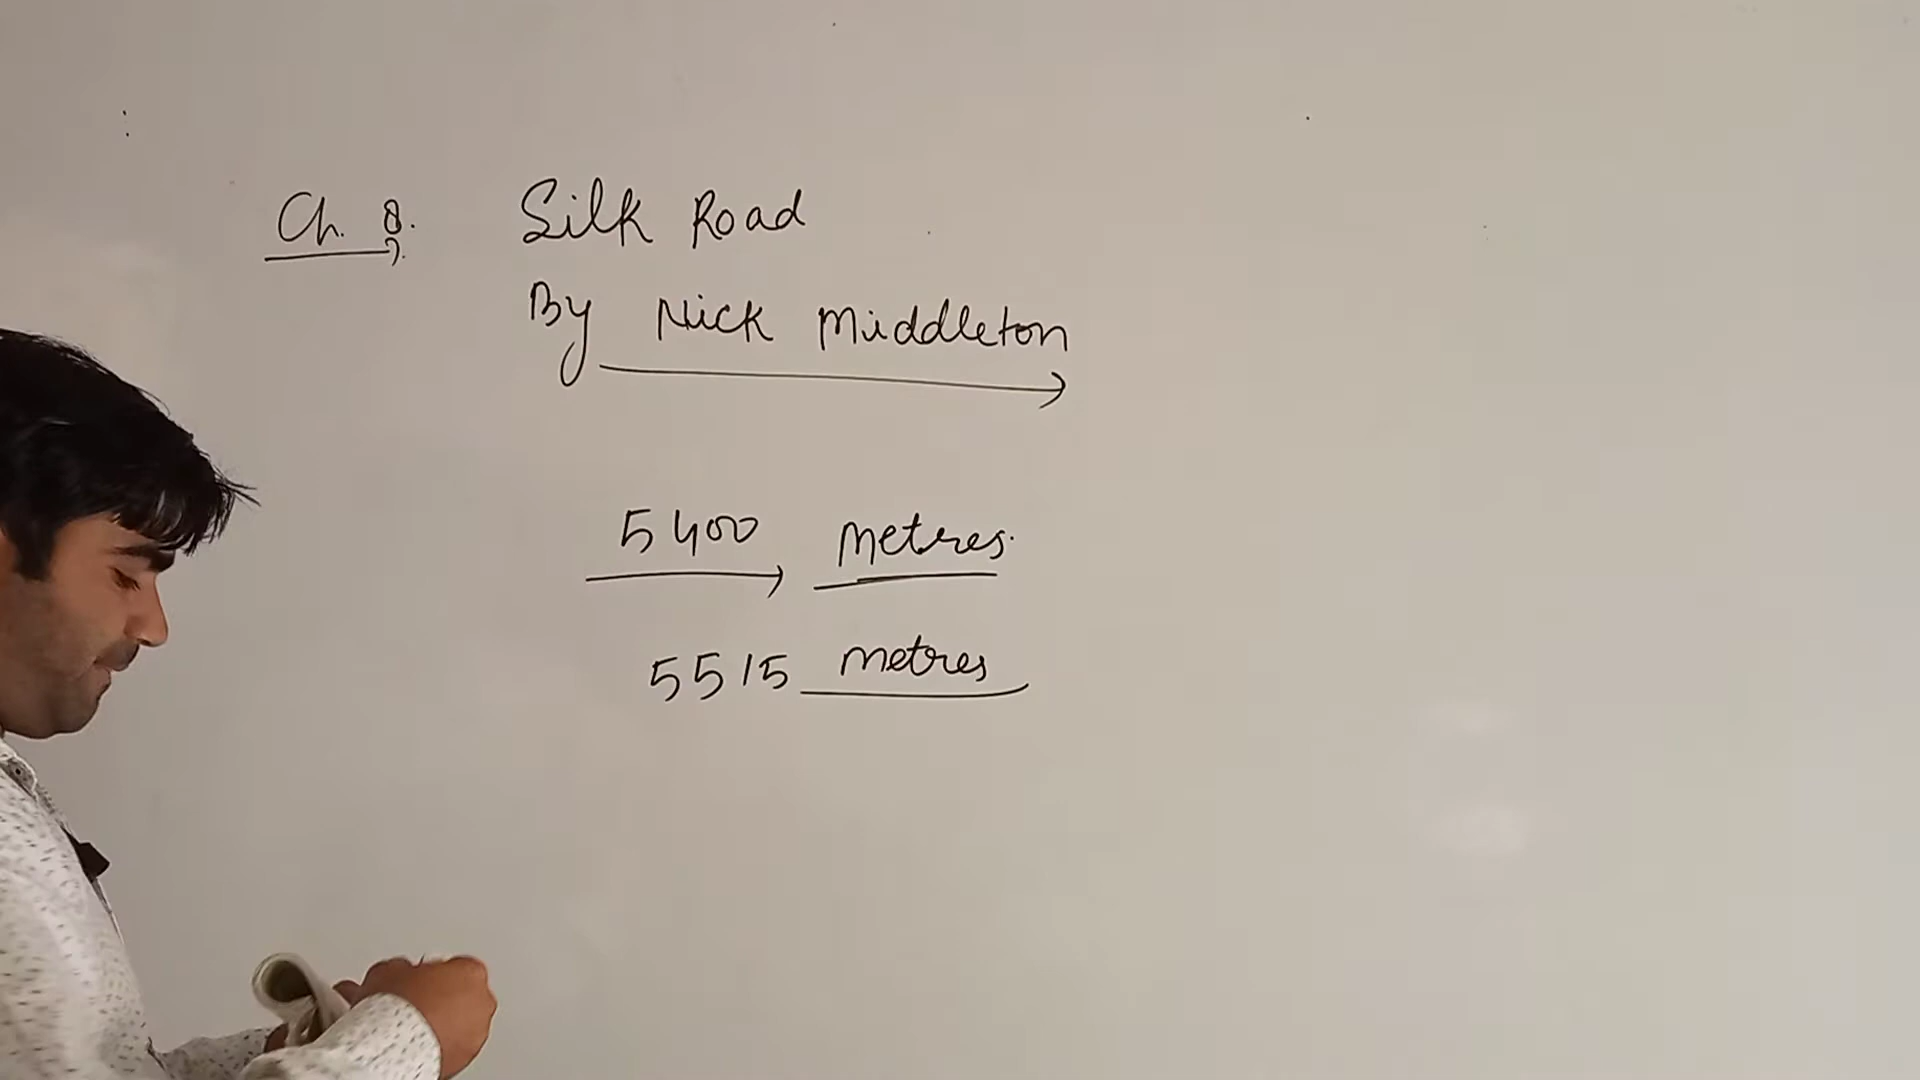 Ch. 8. Silk Road
By Nick Middleton
5400 metres.
5515 metres